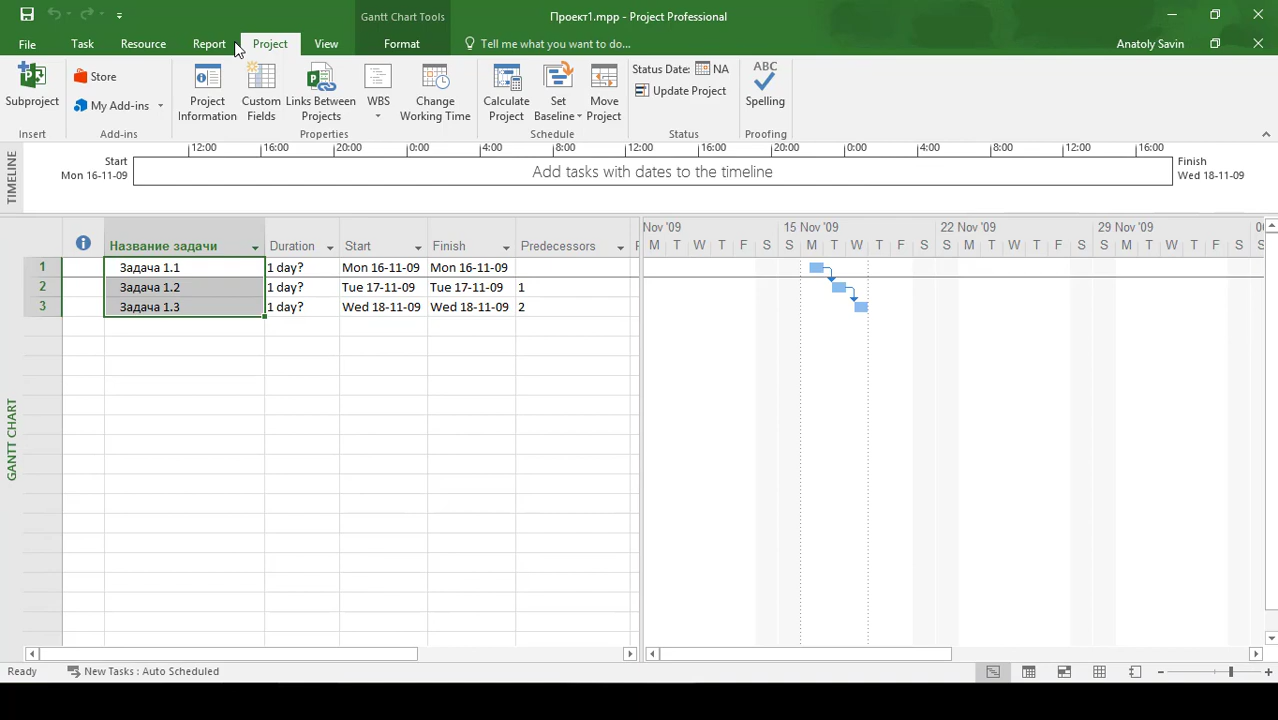 Gantt Chart Tools
Проект1.mpp - Project Professional
File Task Resource Report Project View Format Tell me what you want to do... Anatoly Savin
Subproject
Insert
Store
My Add-ins
Add-ins
Project Information
Custom Fields
Links Between Projects
WBS
Change Working Time
Properties
Calculate Project
Set Baseline
Move Project
Schedule
Status Date: NA
Update Project
Status
ABC
Spelling
Proofing
TIMELINE
12:00 16:00 20:00 0:00 4:00 8:00 12:00 16:00 20:00 0:00 4:00 8:00 12:00 16:00
Start
Mon 16-11-09
Add tasks with dates to the timeline
Finish
Wed 18-11-09
GANTT CHART
Название задачи Duration Start Finish Predecessors
1 Задача 1.1 1 day? Mon 16-11-09 Mon 16-11-09
2 Задача 1.2 1 day? Tue 17-11-09 Tue 17-11-09 1
3 Задача 1.3 1 day? Wed 18-11-09 Wed 18-11-09 2
Nov '09 15 Nov '09 22 Nov '09 29 Nov '09
M T W T F S S M T W T F S S M T W T F S S M T W T F S
Ready New Tasks : Auto Scheduled